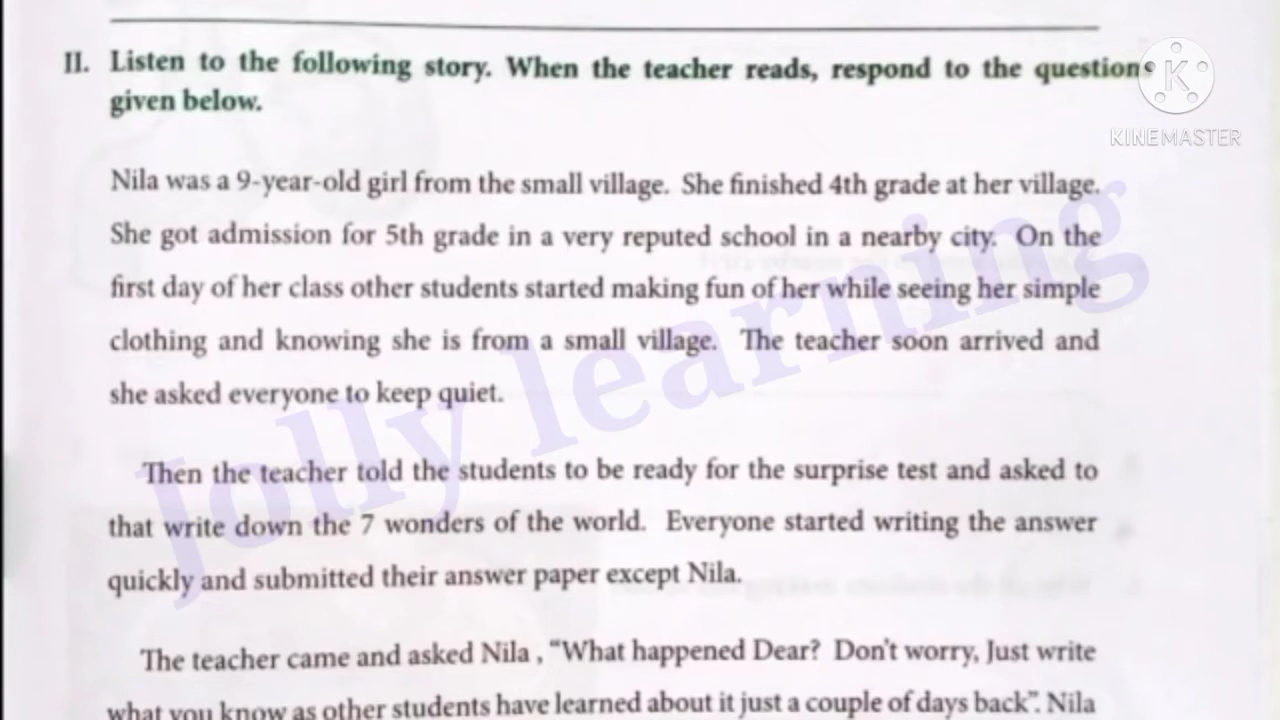 II. Listen to the following story. When the teacher reads, respond to the questions
given below.
KINEMASTER
Nila was a 9-year-old girl from the small village. She finished 4th grade at her village.
She got admission for 5th grade in a very reputed school in a nearby city. On the
first day of her class other students started making fun of her while seeing her simple
clothing and knowing she is from a small village. The teacher soon arrived and
she asked everyone to keep quiet.
Jolly learning
Then the teacher told the students to be ready for the surprise test and asked to
that write down the 7 wonders of the world. Everyone started writing the answer
quickly and submitted their answer paper except Nila.
The teacher came and asked Nila , “What happened Dear? Don't worry, Just write
what you know as other students have learned about it just a couple of days back”. Nila